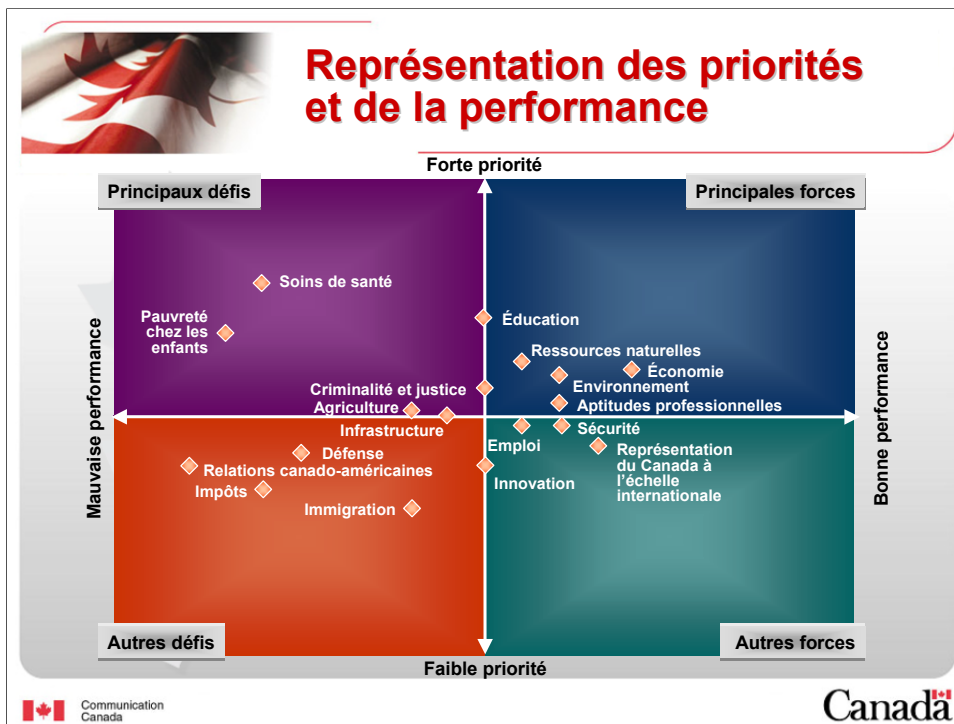 Représentation des priorités
et de la performance
Forte priorité
Principaux défis
Principales forces
Soins de santé
Pauvreté
chez les
enfants
Éducation
Ressources naturelles
Économie
Environnement
Criminalité et justice
Agriculture
Aptitudes professionnelles
Infrastructure
Sécurité
Emploi
Défense
Représentation
du Canada à
l'échelle
internationale
Relations canado-américaines
Impôts
Innovation
Immigration
Mauvaise performance
Bonne performance
Autres défis
Autres forces
Faible priorité
Communication
Canada
Canada